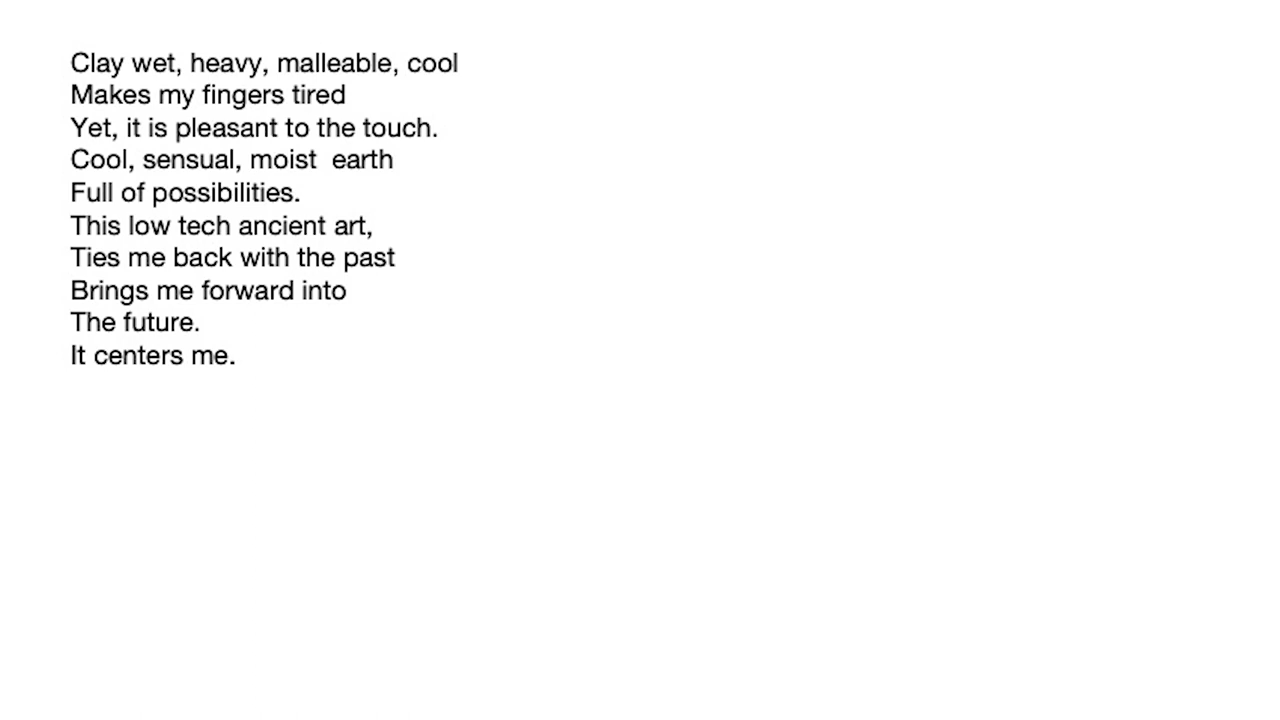 Clay wet, heavy, malleable, cool
Makes my fingers tired
Yet, it is pleasant to the touch.
Cool, sensual, moist  earth
Full of possibilities.
This low tech ancient art,
Ties me back with the past
Brings me forward into
The future.
It centers me.